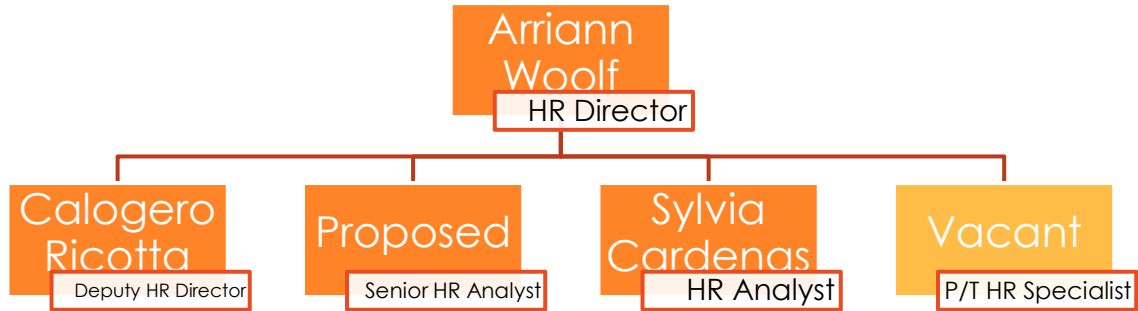 Arriann
Woolf
HR Director
Calogero
Ricotta
Deputy HR Director
Proposed
Senior HR Analyst
Sylvia
Cardenas
HR Analyst
Vacant
P/T HR Specialist